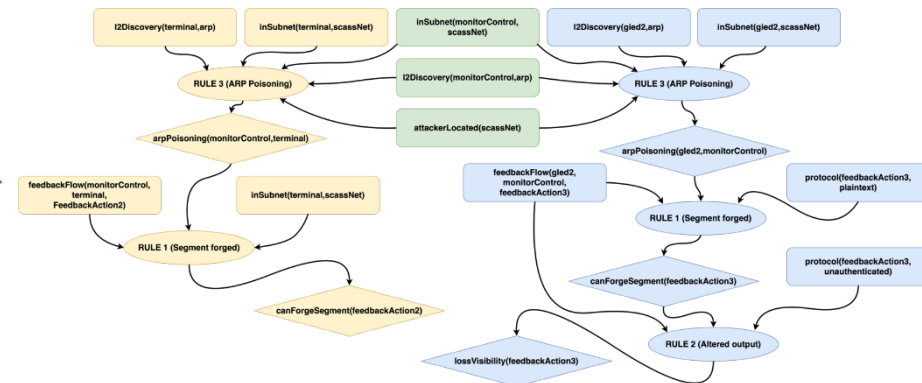 l2Discovery(terminal,arp)
inSubnet(terminal,scassNet)
inSubnet(monitorControl,
scassNet)
l2Discovery(gied2,arp)
inSubnet(gied2,scassNet)
RULE 3 (ARP Poisoning)
l2Discovery(monitorControl,arp)
RULE 3 (ARP Poisoning)
attackerLocated(scassNet)
arpPoisoning(monitorControl,terminal)
arpPoisoning(gled2,monitorControl)
feedbackFlow(monitorControl,
terminal,
FeedbackAction2)
inSubnet(terminal,scassNet)
feedbackFlow(gled2,
monitorControl,
feedbackAction3)
protocol(feedbackAction3,
plaintext)
RULE 1 (Segment forged)
RULE 1 (Segment forged)
protocol(feedbackAction3,
unauthenticated)
canForgeSegment(feedbackAction3)
canForgeSegment(feedbackAction2)
RULE 2 (Altered output)
lossVisibility(feedbackAction3)